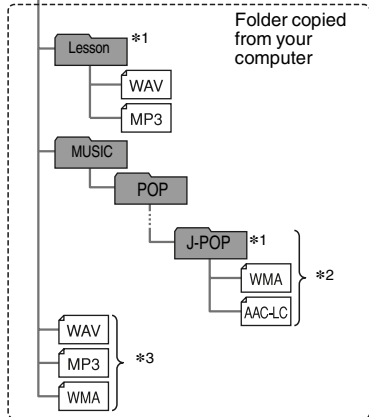 Folder copied
from your
computer
Lesson *1
WAV
MP3
MUSIC
POP
J-POP *1
WMA
*2
AAC-LC
WAV
MP3
*3
WMA